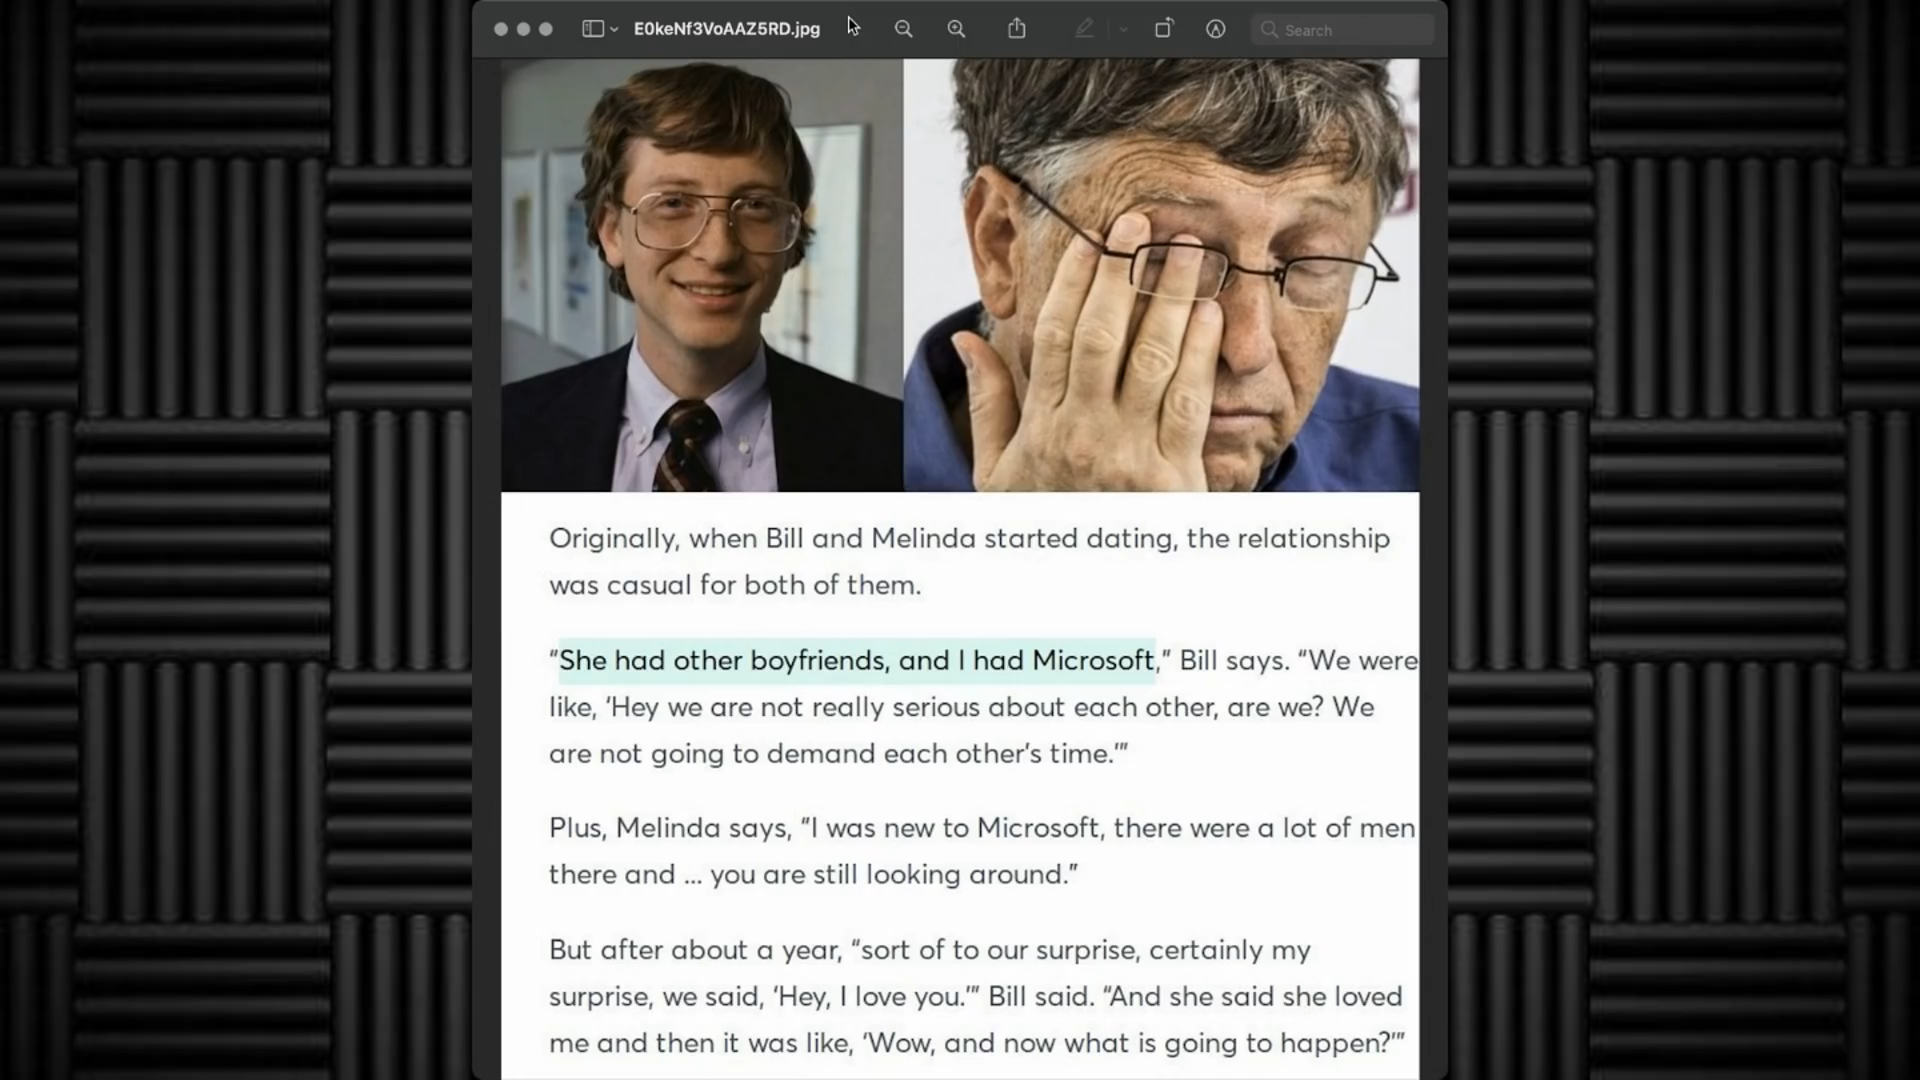 E0keNf3VoAAZ5RD.jpg
Search
Originally, when Bill and Melinda started dating, the relationship
was casual for both of them.
“She had other boyfriends, and I had Microsoft,” Bill says. “We were
like, ‘Hey we are not really serious about each other, are we? We
are not going to demand each other’s time.’”
Plus, Melinda says, “I was new to Microsoft, there were a lot of men
there and ... you are still looking around.”
But after about a year, “sort of to our surprise, certainly my
surprise, we said, ‘Hey, I love you.’” Bill said. “And she said she loved
me and then it was like, ‘Wow, and now what is going to happen?’”